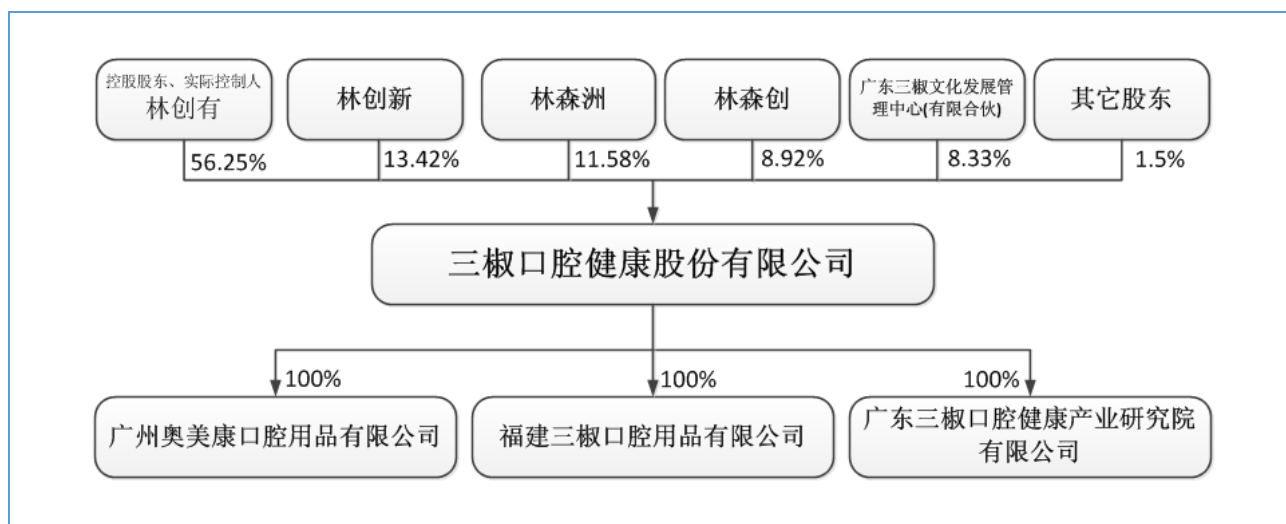 控股股东、实际控制人
林创有
林创新
林森洲
林森创
广东三椒文化发展管
理中心(有限合伙)
其它股东
56.25%
13.42%
11.58%
8.92%
8.33%
1.5%
三椒口腔健康股份有限公司
100%
100%
100%
广州奥美康口腔用品有限公司
福建三椒口腔用品有限公司
广东三椒口腔健康产业研究院
有限公司